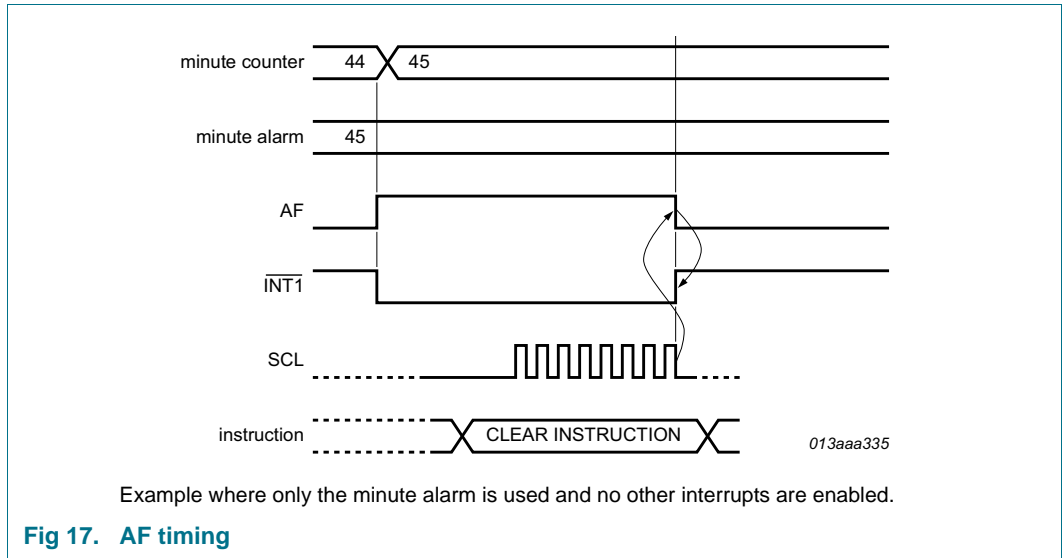 minute counter 44 45
minute alarm 45
AF
INT1
SCL
instruction CLEAR INSTRUCTION
013aaa335
Example where only the minute alarm is used and no other interrupts are enabled.
Fig 17. AF timing